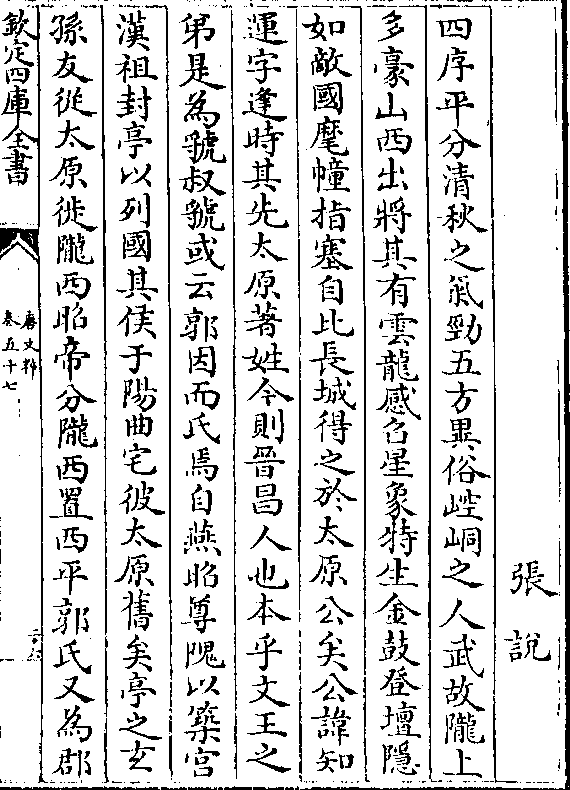 張說
四序平分清秋之氣勁五方異俗崆峒之人武故隴上
多豪山西出將其有雲龍感召星象特生金鼓登壇隱
如敵國麾幢指塞自比長城得之於太原公矣公諱知
運字逢時其先太原著姓今則晉昌人也本乎文王之
弟是為虢叔虢或云郭因而氏焉自燕昭尊隗以築宮
漢祖封亭以列國其侯于陽曲宅彼太原舊矣亭之玄
孫友從太原徙隴西昭帝分隴西置西平郭氏又為郡
欽定四庫全書
唐文粹
卷五十七